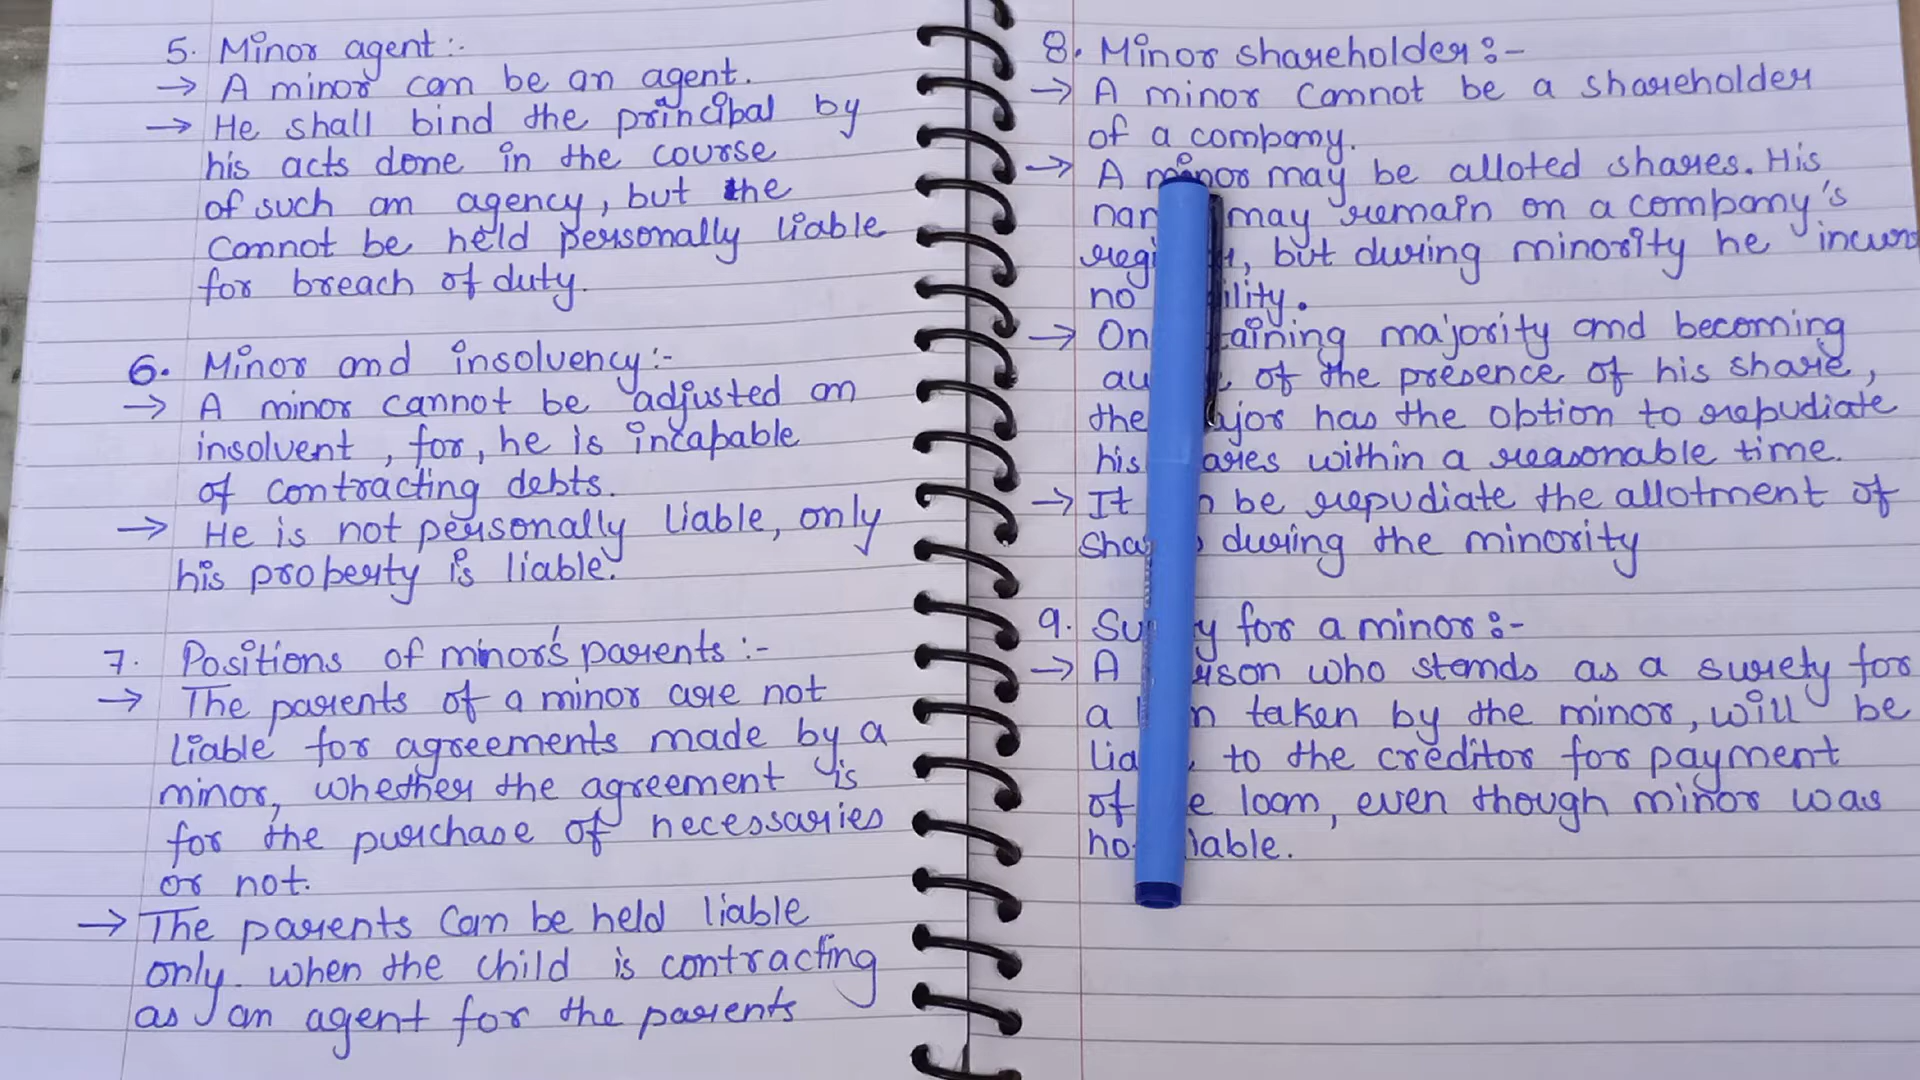 5. Minor agent :-
→ A minor can be an agent.
→ He shall bind the principal by
his acts done in the course
of such an agency, but the
cannot be held personally liable
for breach of duty.
6. Minor and insolvency :-
→ A minor cannot be adjusted an
insolvent, for, he is incapable
of contracting debts.
→ He is not personally liable, only
his property is liable.
7. Positions of minor's parents :-
→ The parents of a minor are not
liable for agreements made by a
minor, whether the agreement is
for the purchase of necessaries
or not.
→ The parents can be held liable
only when the child is contracting
as an agent for the parents
8. Minor shareholder :-
→ A minor cannot be a shareholder
of a company.
→ A minor may be alloted shares. His
may remain on a company's
but during minority he incurs
no
→ On majority and becoming
of the presence of his share,
the has the option to repudiate
his within a reasonable time.
→ It be repudiate the allotment of
during the minority
9. for a minor :-
→ A who stands as a surety for
a taken by the minor, will be
to the creditor for payment
of loan, even though minor was